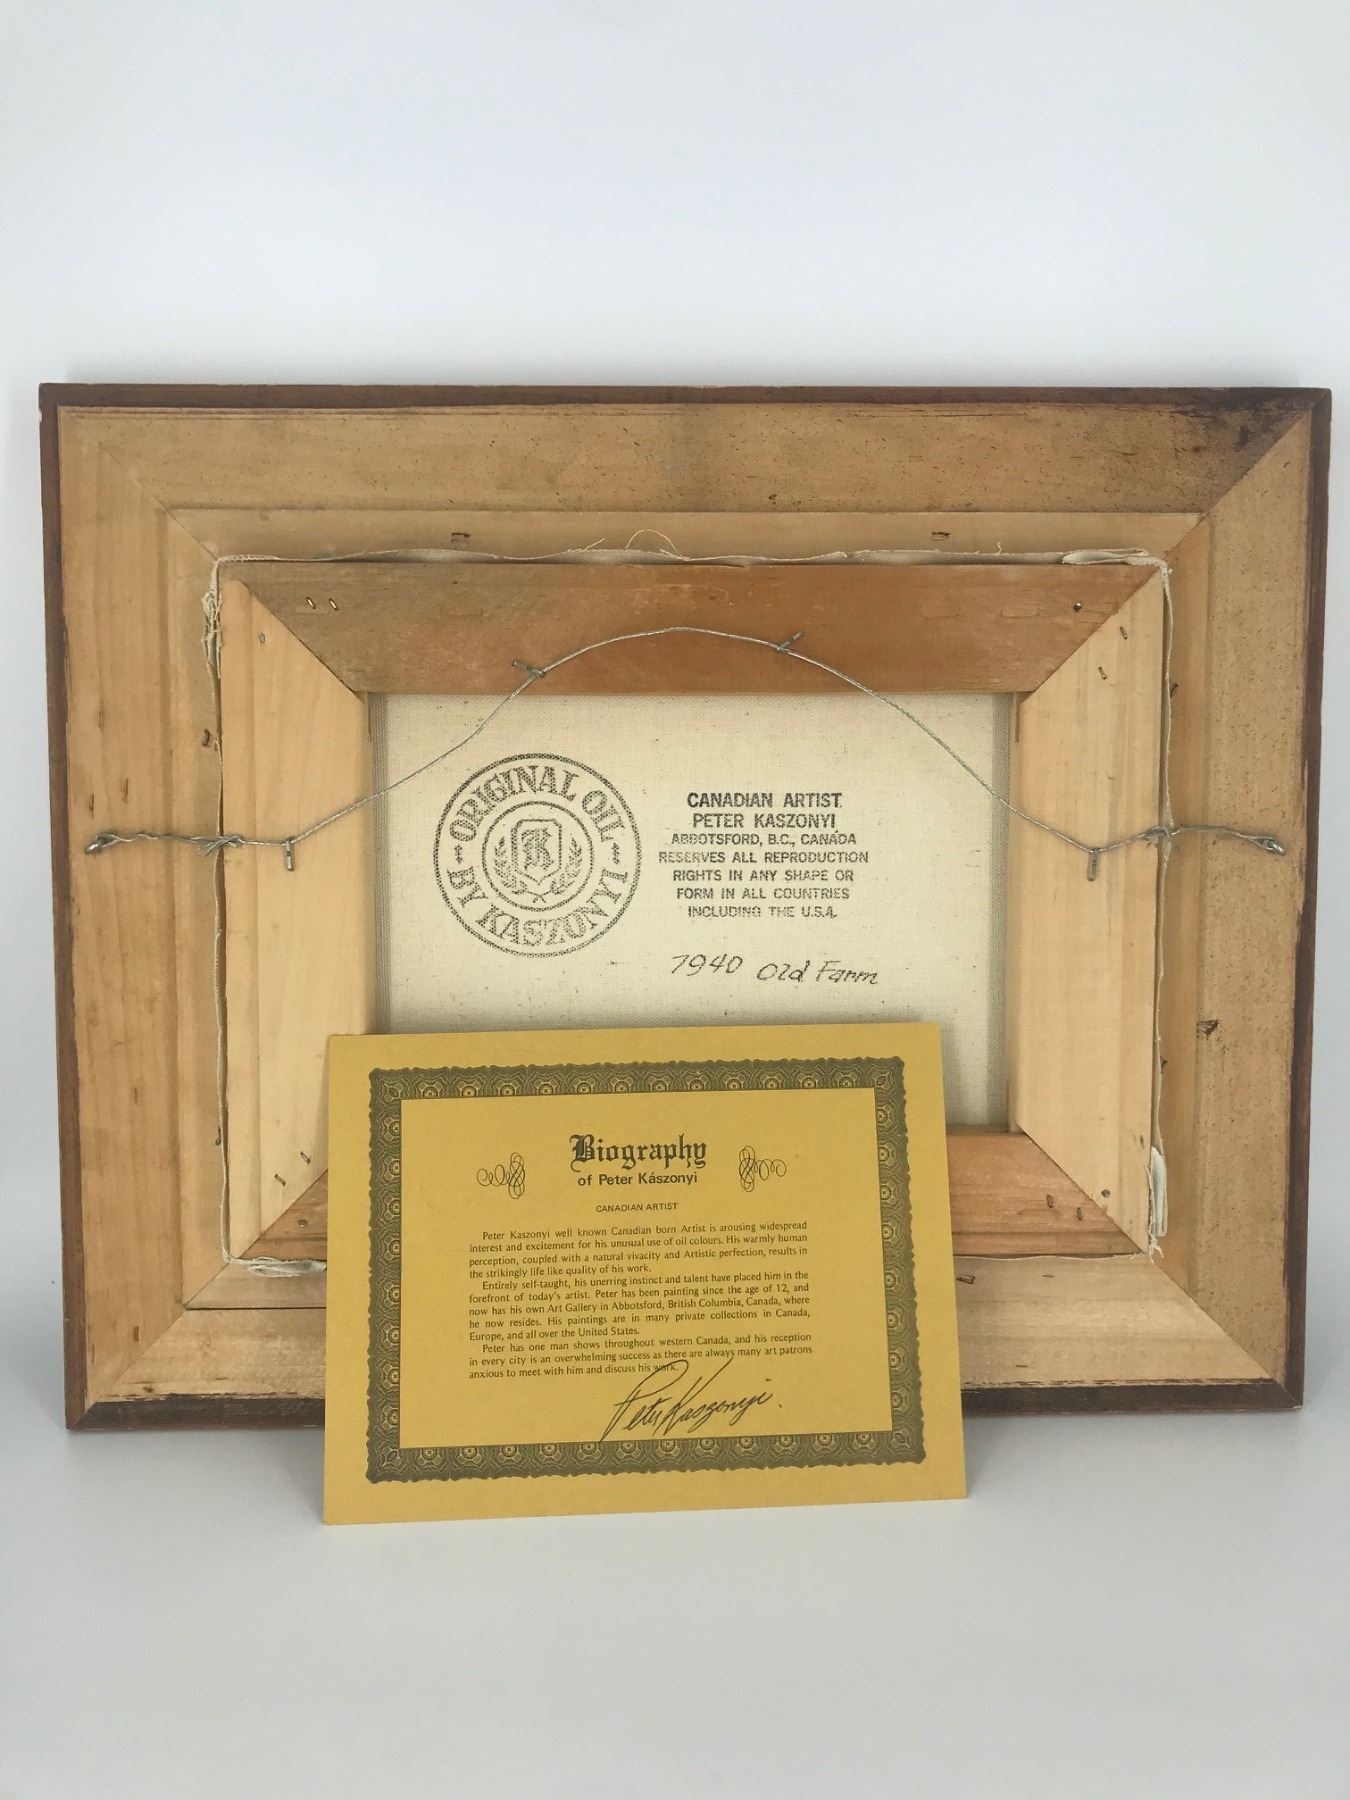 ORIGINAL OIL
BY KASZONYI
K
CANADIAN ARTIST
PETER KASZONYI
ABBOTSFORD, B.C., CANADA
RESERVES ALL REPRODUCTION
RIGHTS IN ANY SHAPE OR
FORM IN ALL COUNTRIES
INCLUDING THE U.S.A.
7940 Old Farm
Biography
of Peter Kászonyi
CANADIAN ARTIST
Peter Kaszonyi well known Canadian born Artist is arousing widespread
interest and excitement for his unusual use of oil colours. His warmly human
perception, coupled with a natural vivacity and Artistic perfection, results in
the strikingly life like quality of his work.
Entirely self-taught, his unerring instinct and talent have placed him in the
forefront of today's artist. Peter has been painting since the age of 12, and
now has his own Art Gallery in Abbotsford, British Columbia, Canada, where
he now resides. His paintings are in many private collections in Canada,
Europe, and all over the United States.
Peter has one man shows throughout western Canada, and his reception
in every city is an overwhelming success as there are always many art patrons
anxious to meet with him and discuss his work.
Peter Kaszonyi.